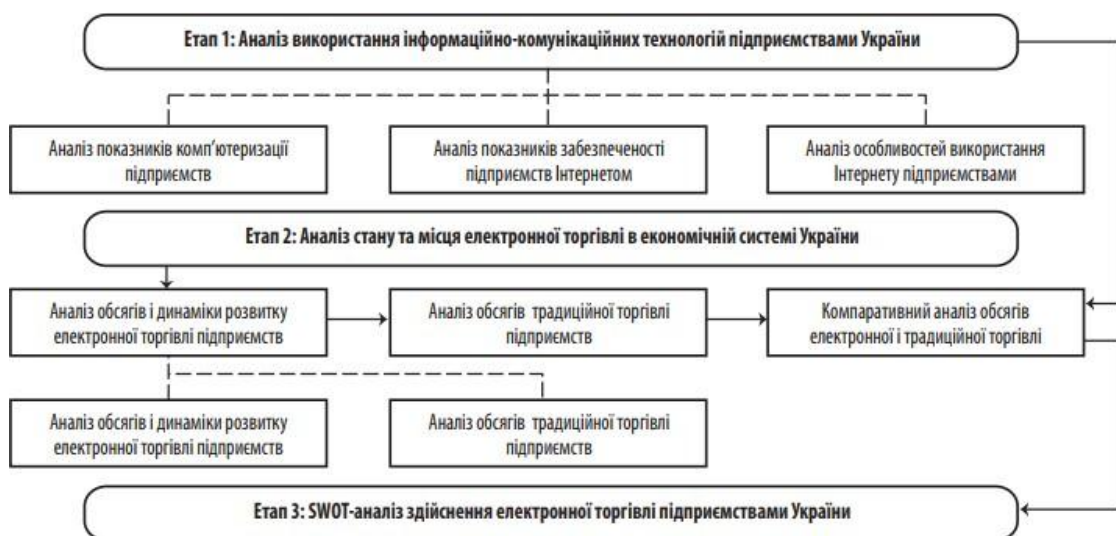 Етап 1: Аналіз використання інформаційно-комунікаційних технологій підприємствами України
Аналіз показників комп’ютеризації
підприємств
Аналіз показників забезпеченості
підприємств Інтернетом
Аналіз особливостей використання
Інтернету підприємствами
Етап 2: Аналіз стану та місця електронної торгівлі в економічній системі України
Аналіз обсягів і динаміки розвитку
електронної торгівлі підприємств
Аналіз обсягів традиційної торгівлі
підприємств
Компаративний аналіз обсягів
електронної і традиційної торгівлі
Аналіз обсягів і динаміки розвитку
електронної торгівлі підприємств
Аналіз обсягів традиційної торгівлі
підприємств
Етап 3: SWOT-аналіз здійснення електронної торгівлі підприємствами України